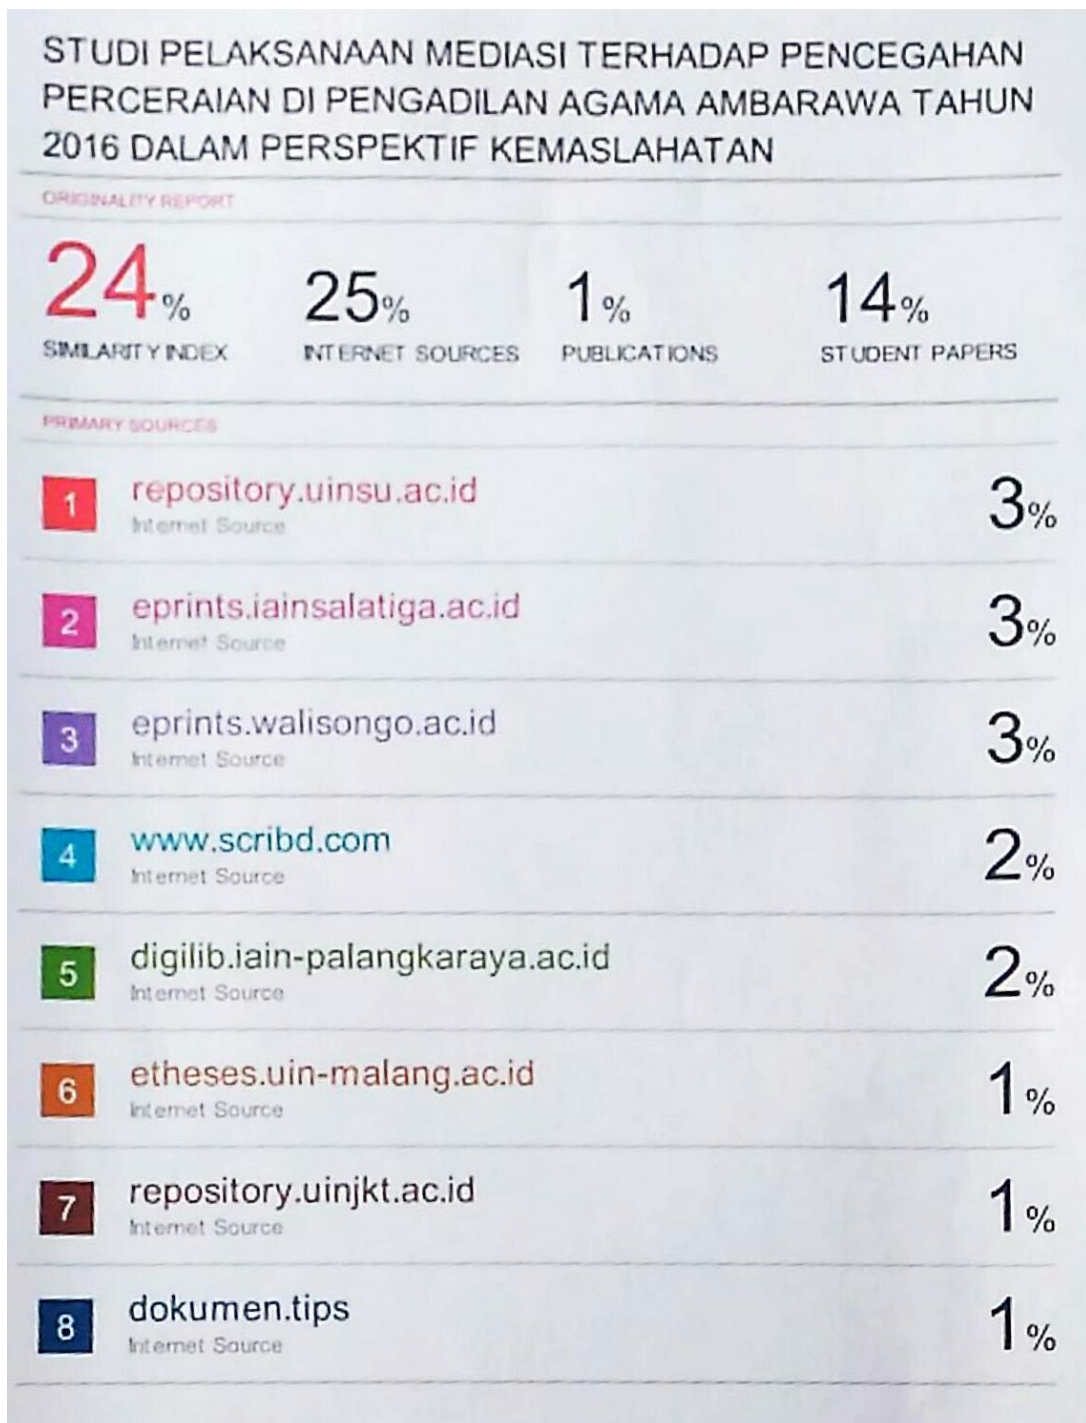 STUDI PELAKSANAAN MEDIASI TERHADAP PENCEGAHAN
PERCERAIAN DI PENGADILAN AGAMA AMBARAWA TAHUN
2016 DALAM PERSPEKTIF KEMASLAHATAN
ORIGINALITY REPORT
24% 25% 1% 14%
SIMILARITY INDEX INTERNET SOURCES PUBLICATIONS STUDENT PAPERS
PRIMARY SOURCES
1 repository.uinsu.ac.id 3%
Internet Source
2 eprints.iainsalatiga.ac.id 3%
Internet Source
3 eprints.walisongo.ac.id 3%
Internet Source
4 www.scribd.com 2%
Internet Source
5 digilib.iain-palangkaraya.ac.id 2%
Internet Source
6 etheses.uin-malang.ac.id 1%
Internet Source
7 repository.uinjkt.ac.id 1%
Internet Source
8 dokumen.tips 1%
Internet Source